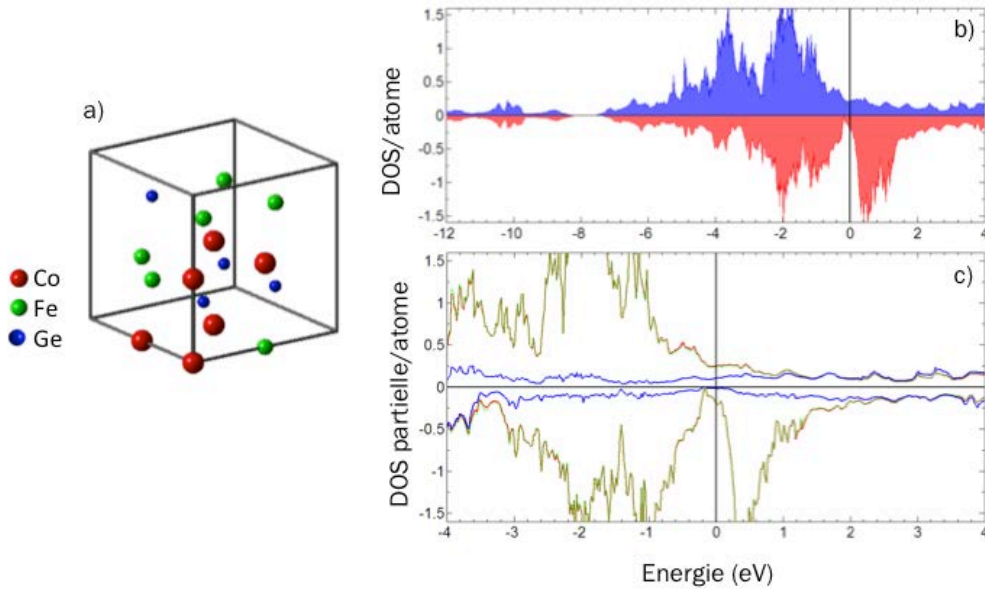 a)
Co
Fe
Ge
b)
DOS/atome
1.5
1
0.5
0
-0.5
-1
-1.5
-12 -10 -8 -6 -4 -2 0 2 4
c)
DOS partielle/atome
1.5
1
0.5
0
-0.5
-1
-1.5
-4 -3 -2 -1 0 1 2 3 4
Energie (eV)